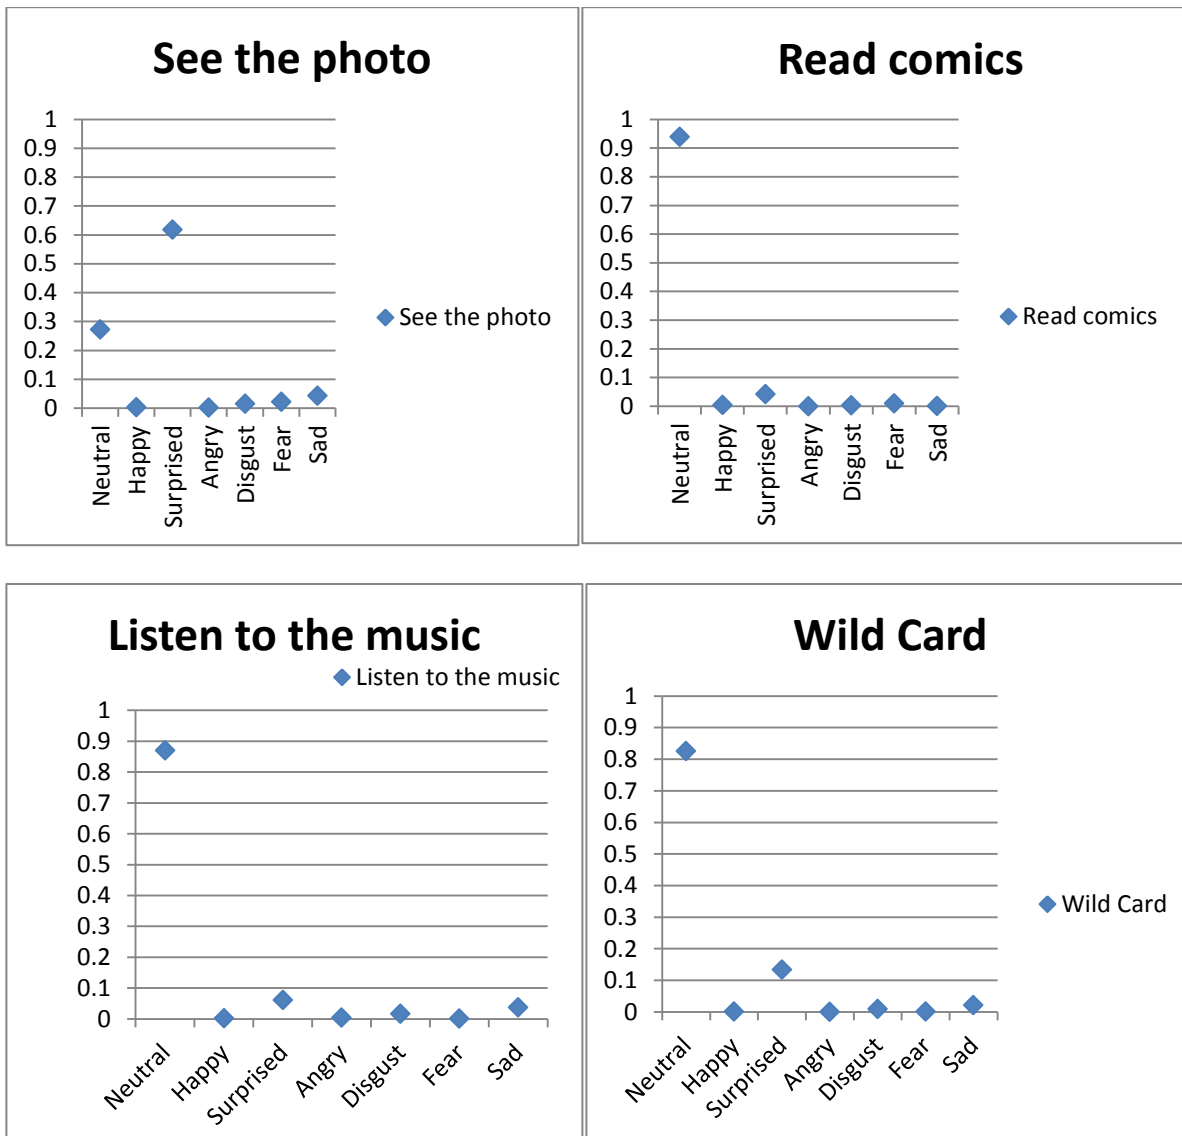 See the photo
1
0.9
0.8
0.7
0.6
0.5
0.4
0.3
0.2
0.1
0
Neutral
Happy
Surprised
Angry
Disgust
Fear
Sad
See the photo
Read comics
1
0.9
0.8
0.7
0.6
0.5
0.4
0.3
0.2
0.1
0
Neutral
Happy
Surprised
Angry
Disgust
Fear
Sad
Read comics
Listen to the music
Listen to the music
1
0.9
0.8
0.7
0.6
0.5
0.4
0.3
0.2
0.1
0
Neutral
Happy
Surprised
Angry
Disgust
Fear
Sad
Wild Card
1
0.9
0.8
0.7
0.6
0.5
0.4
0.3
0.2
0.1
0
Neutral
Happy
Surprised
Angry
Disgust
Fear
Sad
Wild Card